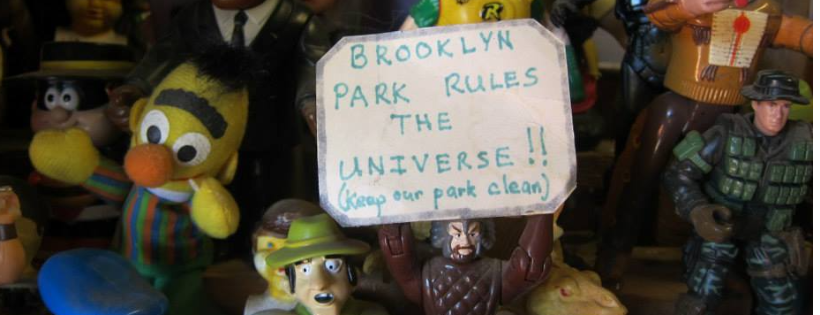 R
BROOKLYN
PARK RULES
THE
UNIVERSE!!
(Keep our park clean)